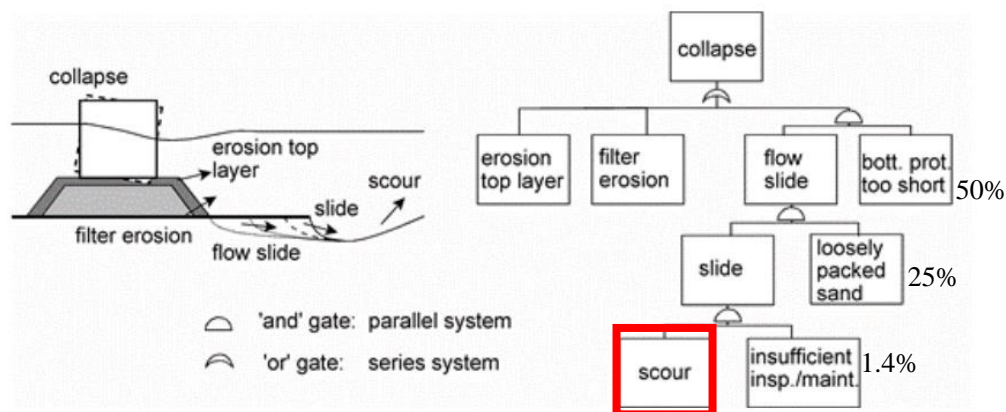 collapse
erosion top
layer
scour
slide
filter erosion
flow slide
'and' gate: parallel system
'or' gate: series system
collapse
erosion
top layer
filter
erosion
flow
slide
bott. prot.
too short
50%
slide
loosely
packed
sand
25%
scour
insufficient
insp./maint.
1.4%